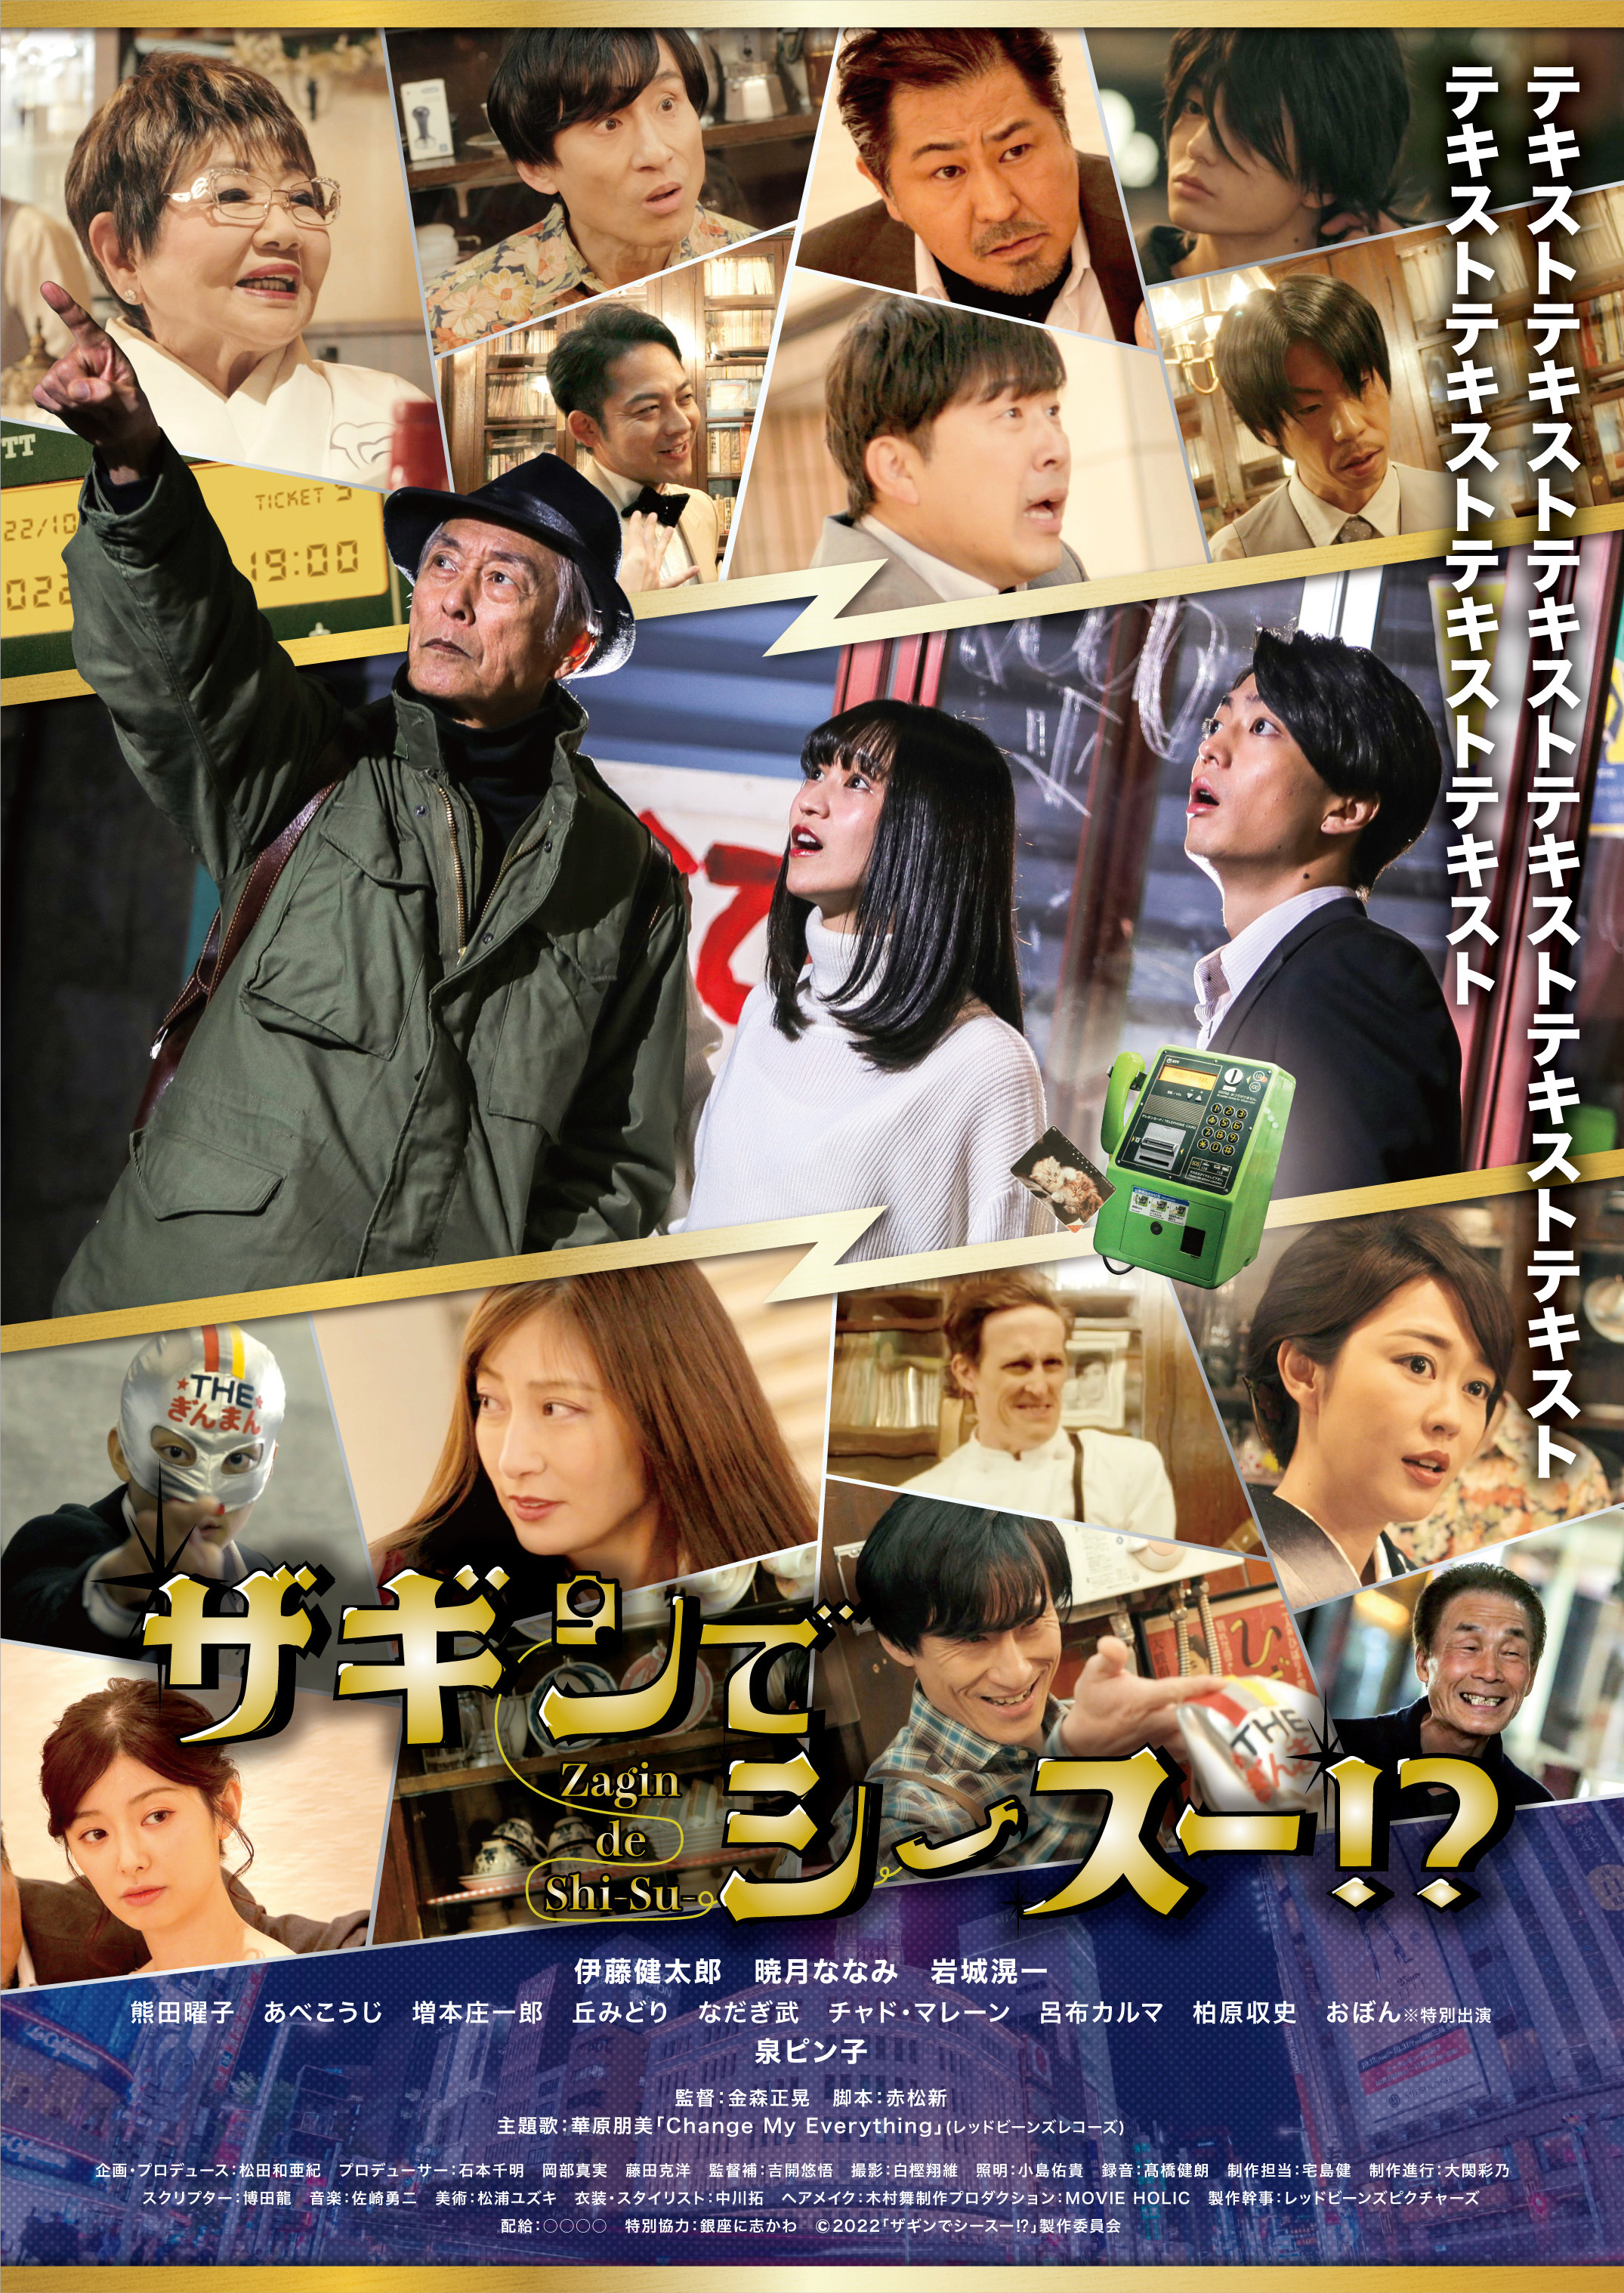 テキストテキストテキストテキストテキストテキスト
テキストテキストテキストテキスト
TT
TICKET 5
22/10
022
19:00
で
THE
ぎんまん
ザギンで
シースー!?
Zagin
de
Shi-Su-
THE
伊藤健太郎 暁月ななみ 岩城滉一
熊田曜子 あべこうじ 増本庄一郎 丘みどり なだぎ武 チャド・マレーン 呂布カルマ 柏原収史 おぼん※特別出演
泉ピン子
監督：金森正晃 脚本：赤松新
主題歌：華原朋美「Change My Everything」(レッドビーンズレコーズ)
企画・プロデュース：松田和亜紀 プロデューサー：石本千明 岡部真実 藤田克洋 監督補：吉開悠悟 撮影：白樫翔維 照明：小島佑貴 録音：髙橋健朗 制作担当：宅島健 制作進行：大関彩乃
スクリプター：博田龍 音楽：佐崎勇二 美術：松浦ユズキ 衣装・スタイリスト：中川拓 ヘアメイク：木村舞制作プロダクション：MOVIE HOLIC 製作幹事：レッドビーンズピクチャーズ
配給：○○○○ 特別協力：銀座に志かわ ©2022「ザギンでシースー!?」製作委員会